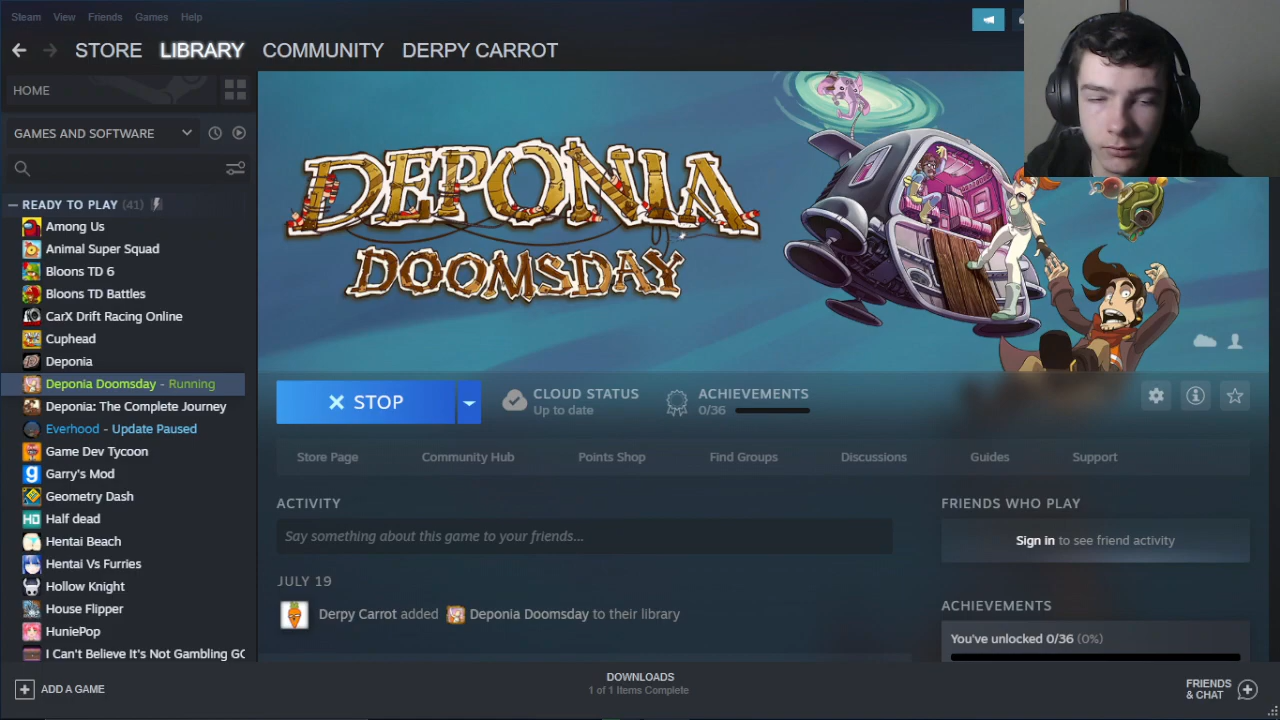 Steam View Friends Games Help
STORE LIBRARY COMMUNITY DERPY CARROT
HOME
GAMES AND SOFTWARE
READY TO PLAY (41)
Among Us
Animal Super Squad
Bloons TD 6
Bloons TD Battles
CarX Drift Racing Online
Cuphead
Deponia
Deponia Doomsday - Running
Deponia: The Complete Journey
Everhood - Update Paused
Game Dev Tycoon
Garry's Mod
Geometry Dash
Half dead
Hentai Beach
Hentai Vs Furries
Hollow Knight
House Flipper
HuniePop
I Can't Believe It's Not Gambling GO
ADD A GAME
DEPONIA
DOOMSDAY
STOP
CLOUD STATUS
Up to date
ACHIEVEMENTS
0/36
Store Page Community Hub Points Shop Find Groups Discussions Guides Support
ACTIVITY
Say something about this game to your friends...
JULY 19
Derpy Carrot added Deponia Doomsday to their library
FRIENDS WHO PLAY
Sign in to see friend activity
ACHIEVEMENTS
You've unlocked 0/36 (0%)
DOWNLOADS
1 of 1 Items Complete
FRIENDS
& CHAT